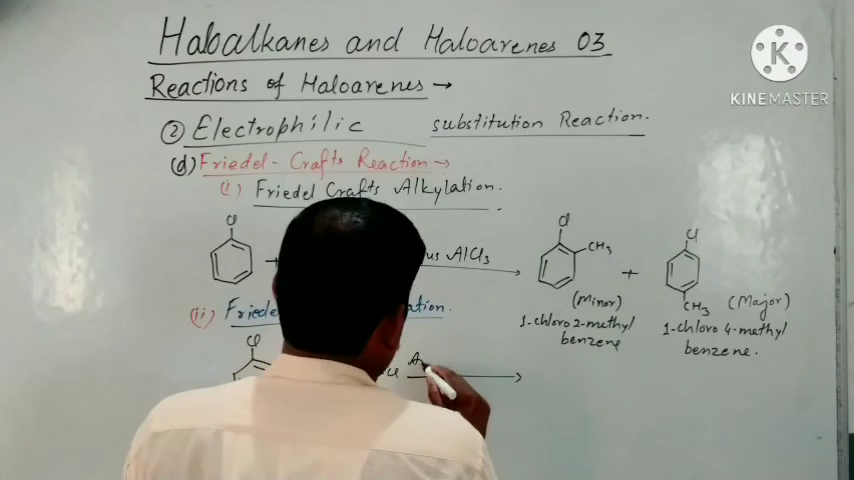 Haloalkanes and Haloarenes 03
Reactions of Haloarenes →
② Electrophilic substitution Reaction.
(d) Friedel-Crafts Reaction →
(i) Friedel Crafts Alkylation.
Cl
+
us AlCl3
Cl
CH3
(Minor)
1-chloro 2-methyl
benzene
+
Cl
CH3
(Major)
1-chloro 4-methyl
benzene.
(ii)
ation.
Cl
Cl
KINEMASTER